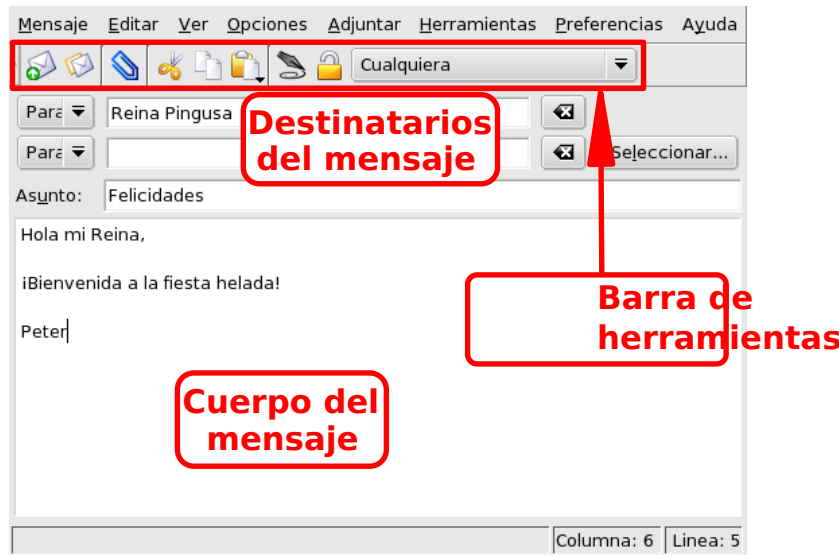 Mensaje Editar Ver Opciones Adjuntar Herramientas Preferencias Ayuda
Cualquiera
Para Reina Pingusa
Destinatarios
del mensaje
Para Seleccionar...
Asunto: Felicidades
Hola mi Reina,
¡Bienvenida a la fiesta helada!
Barra de
herramientas
Peter
Cuerpo del
mensaje
Columna: 6 Linea: 5